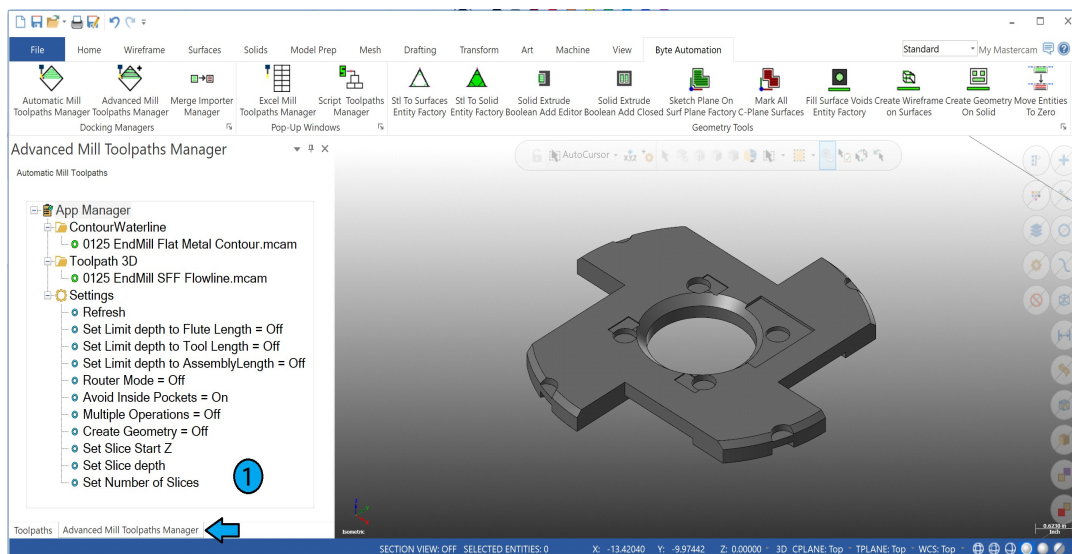 File Home Wireframe Surfaces Solids Model Prep Mesh Drafting Transform Art Machine View Byte Automation Standard My Mastercam
Automatic Mill Toolpaths Manager
Advanced Mill Toolpaths Manager
Merge Importer Manager
Excel Mill Toolpaths Manager
Script Toolpaths Manager
Stl To Surfaces Entity Factory
Stl To Solid Entity Factory
Solid Extrude Boolean Add Editor
Solid Extrude Boolean Add Closed
Sketch Plane On Surf Plane Factory
Mark All C-Plane Surfaces
Fill Surface Voids Entity Factory
Create Wireframe on Surfaces
Create Geometry On Solid
Move Entities To Zero
Docking Managers Pop-Up Windows Geometry Tools
Advanced Mill Toolpaths Manager
AutoCursor
Automatic Mill Toolpaths
App Manager
ContourWaterline
0125 EndMill Flat Metal Contour.mcam
Toolpath 3D
0125 EndMill SFF Flowline.mcam
Settings
Refresh
Set Limit depth to Flute Length = Off
Set Limit depth to Tool Length = Off
Set Limit depth to AssemblyLength = Off
Router Mode = Off
Avoid Inside Pockets = On
Multiple Operations = Off
Create Geometry = Off
Set Slice Start Z
Set Slice depth
Set Number of Slices
1
Isometric
0.6230 in
Inch
Toolpaths Advanced Mill Toolpaths Manager
SECTION VIEW: OFF SELECTED ENTITIES: 0 X: -13.42040 Y: -9.97442 Z: 0.00000 3D CPLANE: Top TPLANE: Top WCS: Top